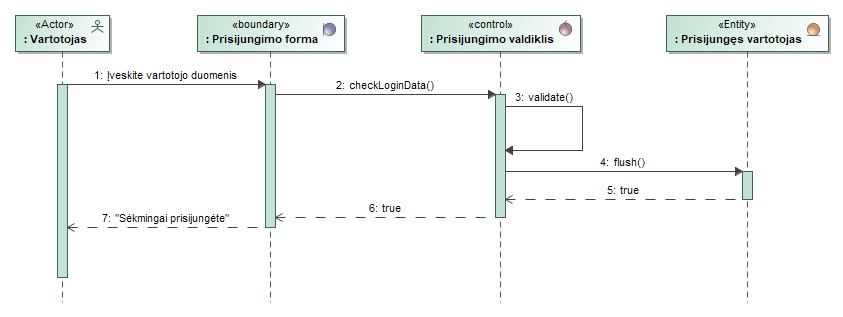 «Actor»
: Vartotojas
«boundary»
: Prisijungimo forma
«control»
: Prisijungimo valdiklis
«Entity»
: Prisijungęs vartotojas
1: Įveskite vartotojo duomenis
2: checkLoginData()
3: validate()
4: flush()
5: true
6: true
7: "Sėkmingai prisijungėte"